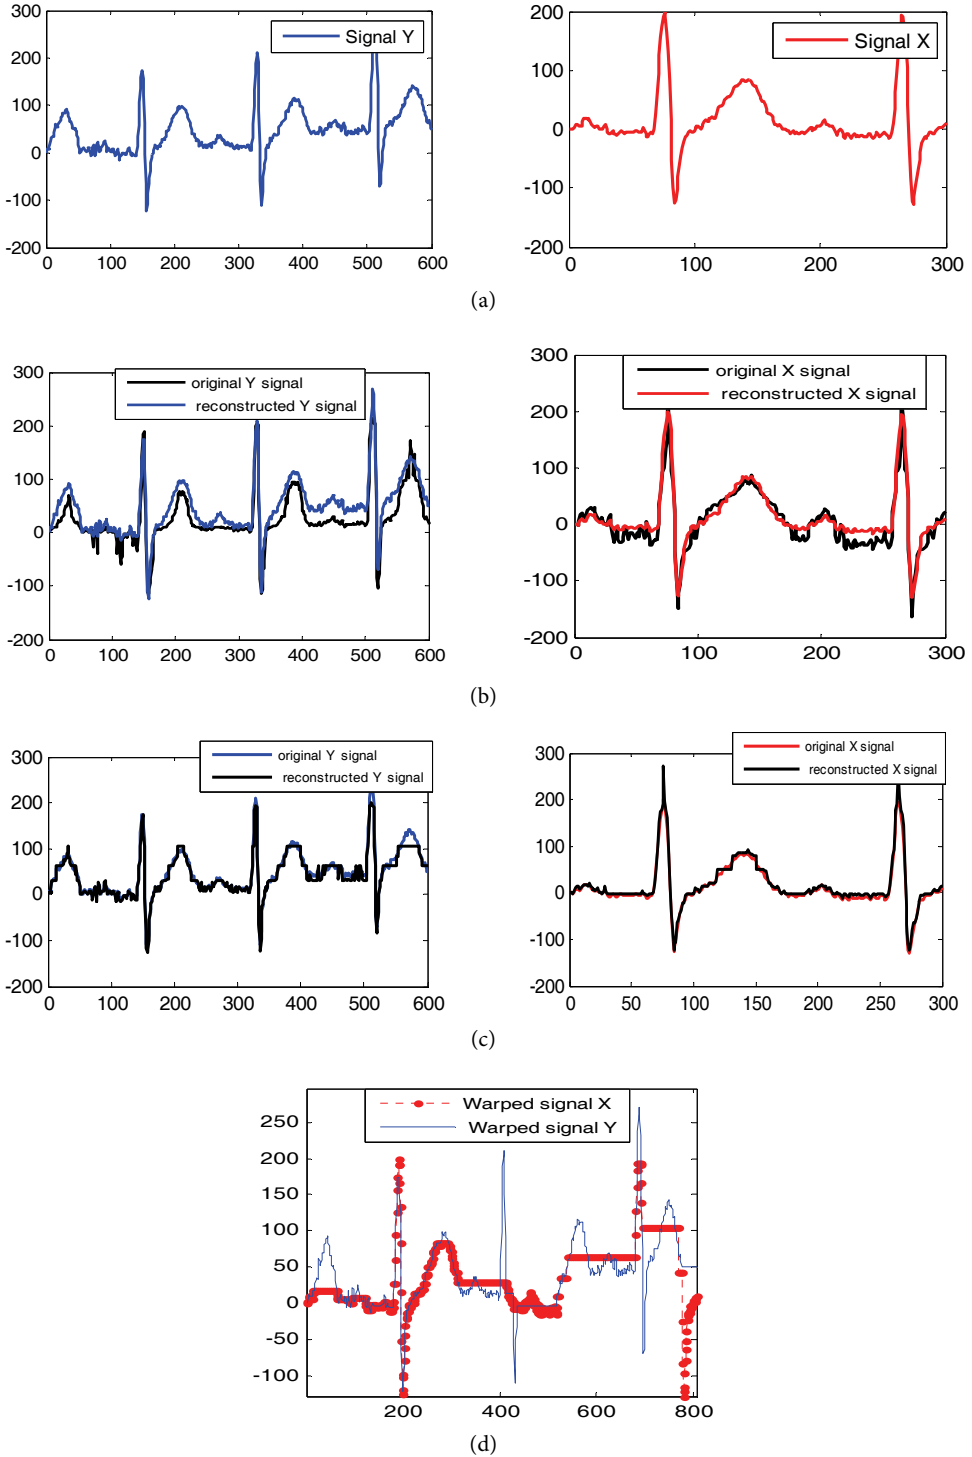 Signal Y
300
200
100
0
-100
-200
0 100 200 300 400 500 600
Signal X
200
100
0
-100
-200
0 100 200 300
(a)
original Y signal
reconstructed Y signal
300
200
100
0
-100
-200
0 100 200 300 400 500 600
original X signal
reconstructed X signal
300
200
100
0
-100
-200
0 100 200 300
(b)
original Y signal
reconstructed Y signal
300
200
100
0
-100
-200
0 100 200 300 400 500 600
original X signal
reconstructed X signal
300
200
100
0
-100
-200
0 50 100 150 200 250 300
(c)
Warped signal X
Warped signal Y
250
200
150
100
50
0
-50
-100
200 400 600 800
(d)